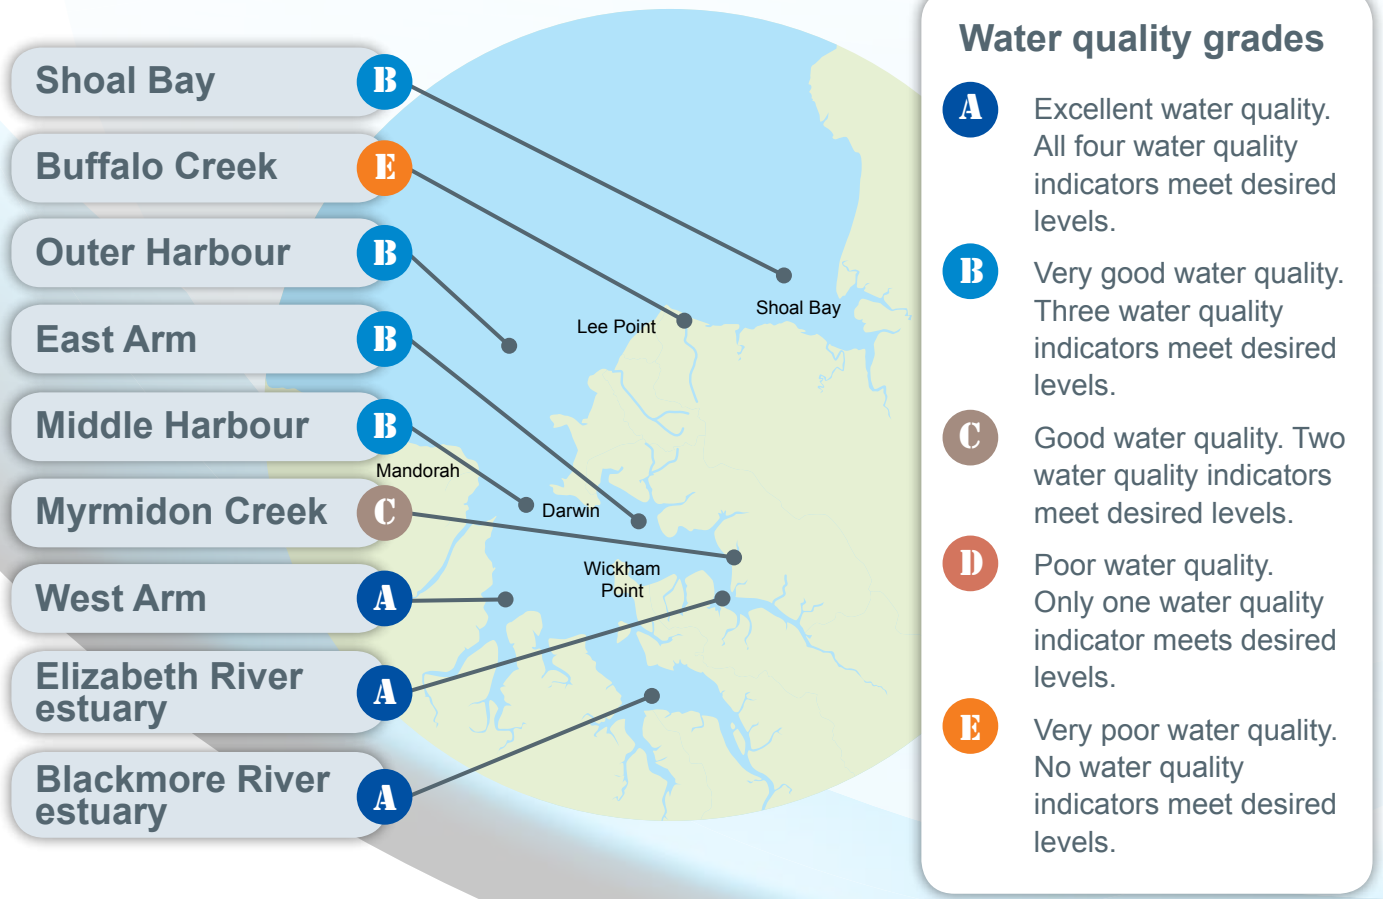 Shoal Bay B
Buffalo Creek E
Outer Harbour B
East Arm B
Middle Harbour B
Myrmidon Creek C
West Arm A
Elizabeth River
estuary
A
Blackmore River
estuary
A
Shoal Bay
Lee Point
Mandorah
Darwin
Wickham
Point
Water quality grades
A Excellent water quality.
All four water quality
indicators meet desired
levels.
B Very good water quality.
Three water quality
indicators meet desired
levels.
C Good water quality. Two
water quality indicators
meet desired levels.
D Poor water quality.
Only one water quality
indicator meets desired
levels.
E Very poor water quality.
No water quality
indicators meet desired
levels.